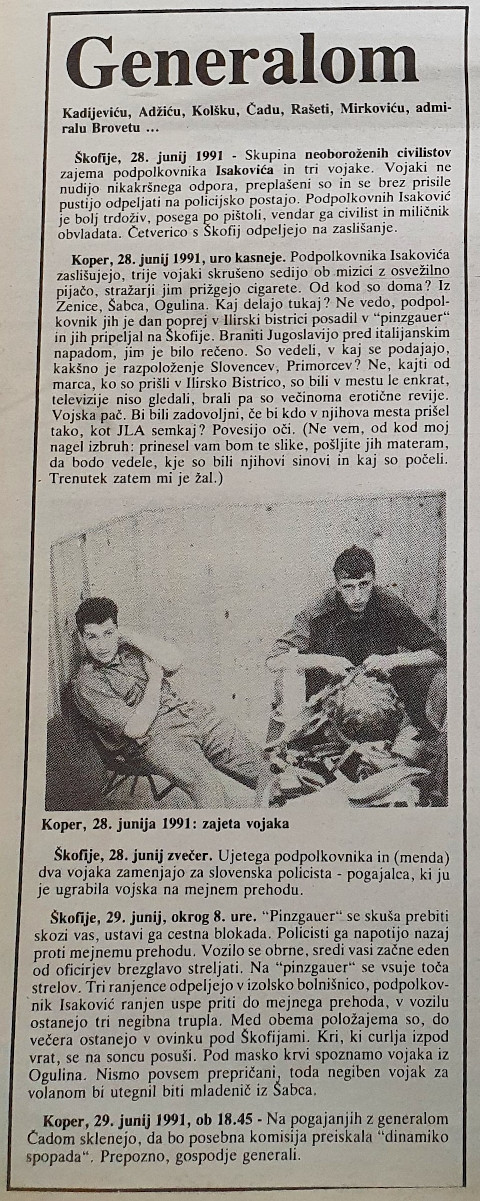 Generalom
Kadijeviću, Adžiću, Kolšku, Čadu, Rašeti, Mirkoviću, admi-
ralu Brovetu ...
Škofije, 28. junij 1991 - Skupina neoboroženih civilistov
zajema podpolkovnika Isakovića in tri vojake. Vojaki ne
nudijo nikakršnega odpora, preplašeni so in se brez prisile
pustijo odpeljati na policijsko postajo. Podpolkovnih Isaković
je bolj trdoživ, posega po pištoli, vendar ga civilist in miličnik
obvladata. Četverico s Škofij odpeljejo na zaslišanje.
Koper, 28. junij 1991, uro kasneje. Podpolkovnika Isakovića
zaslišujejo, trije vojaki skrušeno sedijo ob mizici z osvežilno
pijačo, stražarji jim prižgejo cigarete. Od kod so doma? Iz
Zenice, Šabca, Ogulina. Kaj delajo tukaj? Ne vedo, podpol-
kovnik jih je dan poprej v Ilirski bistrici posadil v “pinzgauer“
in jih pripeljal na Škofije. Braniti Jugoslavijo pred italijanskim
napadom, jim je bilo rečeno. So vedeli, v kaj se podajajo,
kakšno je razpoloženje Slovencev, Primorcev? Ne, kajti od
marca, ko so prišli v Ilirsko Bistrico, so bili v mestu le enkrat,
televizije niso gledali, brali pa so večinoma erotične revije.
Vojska pač. Bi bili zadovoljni, če bi kdo v njihova mesta prišel
tako, kot JLA semkaj? Povesijo oči. (Ne vem, od kod moj
nagel izbruh: prinesel vam bom te slike, pošljite jih materam,
da bodo vedele, kje so bili njihovi sinovi in kaj so počeli.
Trenutek zatem mi je žal.)
Koper, 28. junija 1991: zajeta vojaka
Škofije, 28. junij zvečer. Ujetega podpolkovnika in (menda)
dva vojaka zamenjajo za slovenska policista - pogajalca, ki ju
je ugrabila vojska na mejnem prehodu.
Škofije, 29. junij, okrog 8. ure. “Pinzgauer“ se skuša prebiti
skozi vas, ustavi ga cestna blokada. Policisti ga napotijo nazaj
proti mejnemu prehodu. Vozilo se obrne, sredi vasi začne eden
od oficirjev brezglavo streljati. Na “pinzgauer“ se vsuje toča
strelov. Tri ranjence odpeljejo v izolsko bolnišnico, podpolkov-
nik Isaković ranjen uspe priti do mejnega prehoda, v vozilu
ostanejo tri negibna trupla. Med obema položajema so, do
večera ostanejo v ovinku pod Škofijami. Kri, ki curlja izpod
vrat, se na soncu posuši. Pod masko krvi spoznamo vojaka iz
Ogulina. Nismo povsem prepričani, toda negiben vojak za
volanom bi utegnil biti mladenič iz Šabca.
Koper, 29. junij 1991, ob 18.45 - Na pogajanjih z generalom
Čadom sklenejo, da bo posebna komisija preiskala “dinamiko
spopada“. Prepozno, gospodje generali.